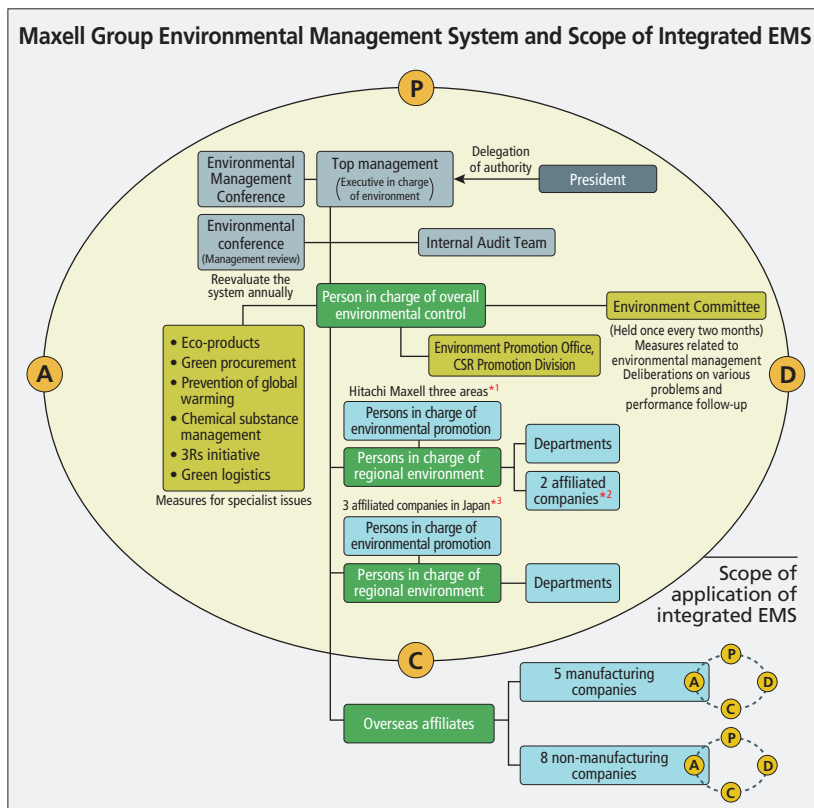 Maxell Group Environmental Management System and Scope of Integrated EMS
P
Environmental
Management
Conference
Top management
(Executive in charge
of environment)
Delegation
of authority
President
Environmental
conference
(Management review)
Internal Audit Team
Reevaluate the
system annually
Person in charge of overall
environmental control
Environment Committee
(Held once every two months)
Measures related to
environmental management
Deliberations on various
problems and
performance follow-up
Environment Promotion Office,
CSR Promotion Division
A
D
• Eco-products
• Green procurement
• Prevention of global
warming
• Chemical substance
management
• 3Rs initiative
• Green logistics
Measures for specialist issues
Hitachi Maxell three areas*1
Persons in charge of
environmental promotion
Persons in charge of
regional environment
Departments
2 affiliated
companies*2
3 affiliated companies in Japan*3
Persons in charge of
environmental promotion
Persons in charge of
regional environment
Departments
Scope of
application of
integrated EMS
C
Overseas affiliates
5 manufacturing
companies
P
A
D
C
8 non-manufacturing
companies
P
A
D
C